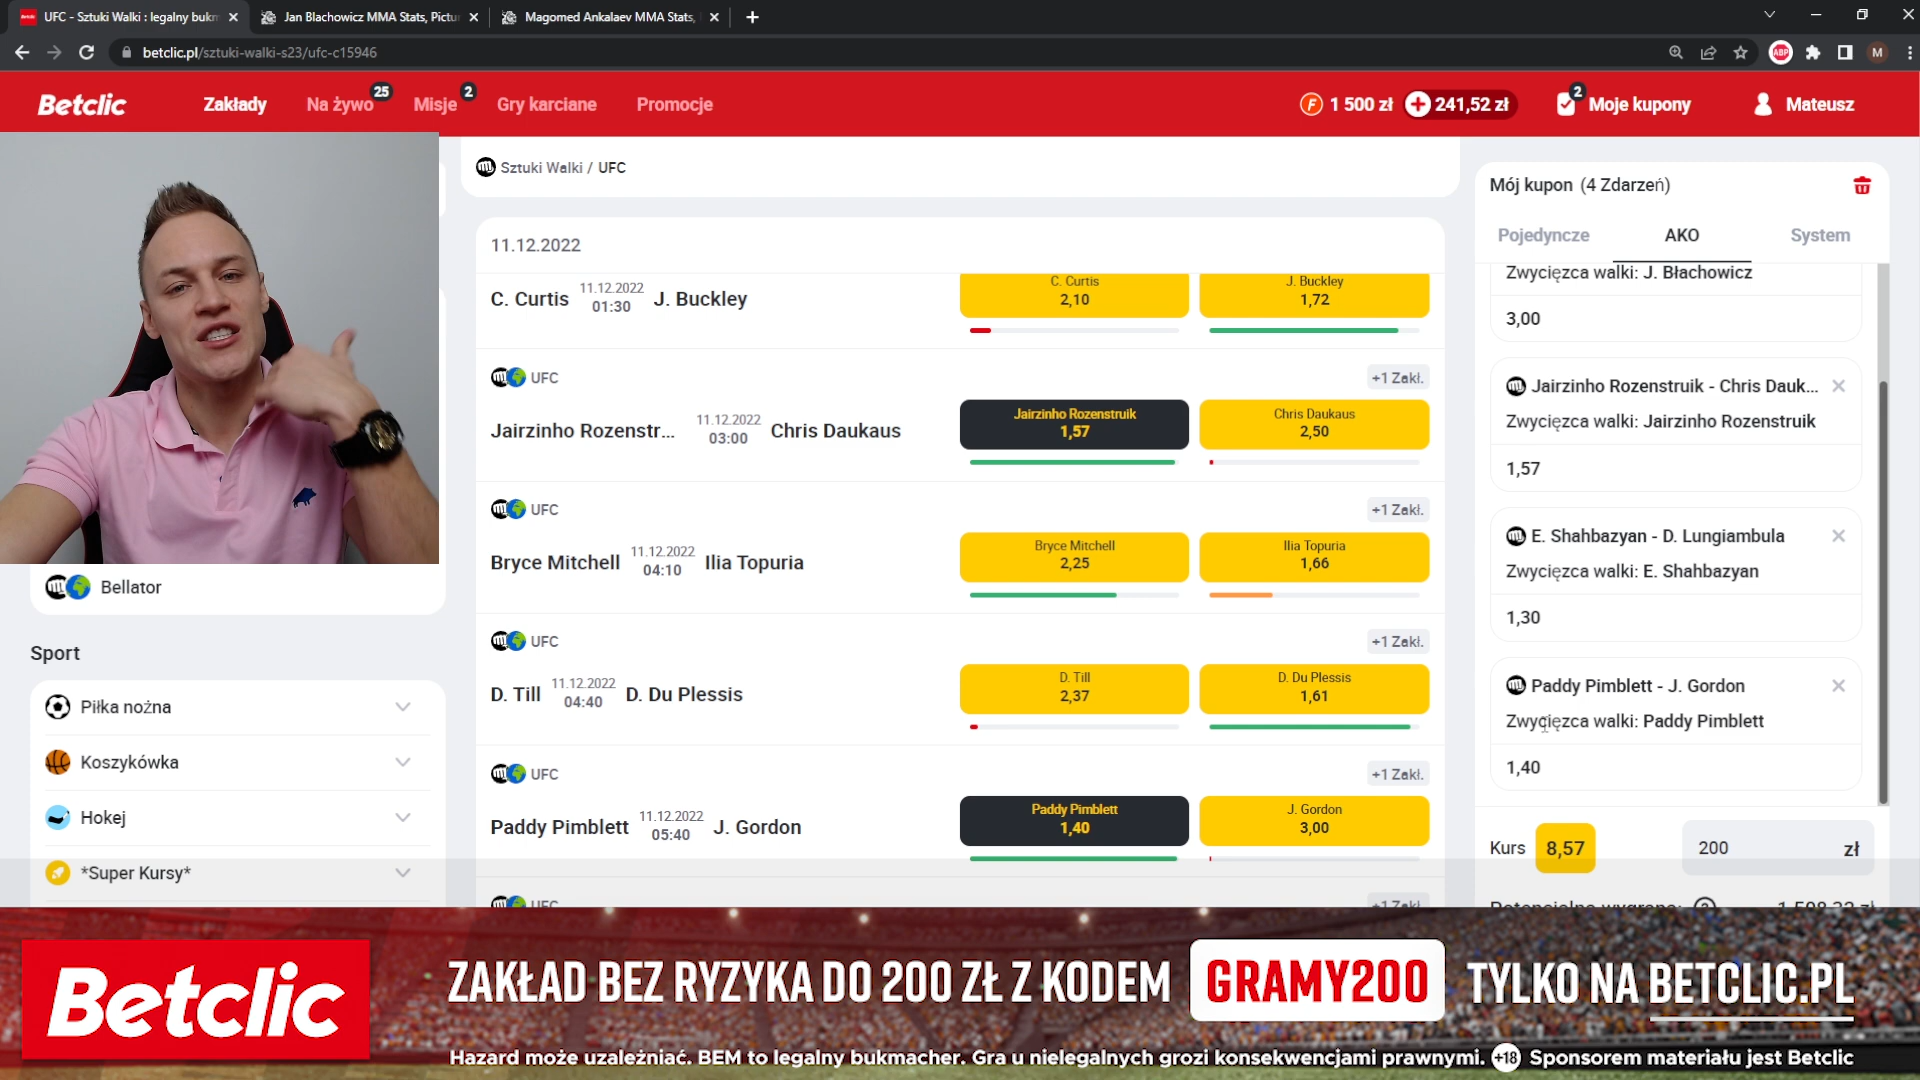 UFC - Sztuki Walki : legalny bukm
Jan Blachowicz MMA Stats, Pictu
Magomed Ankalaev MMA Stats,
betclic.pl/sztuki-walki-s23/ufc-c15946
ABP
M
Betclic
Zakłady
Na żywo 25
Misje 2
Gry karciane
Promocje
F 1 500 zł
241,52 zł
2 Moje kupony
Mateusz
Sztuki Walki / UFC
11.12.2022
C. Curtis 11.12.2022 01:30 J. Buckley
C. Curtis 2,10
J. Buckley 1,72
UFC
+1 Zakł.
Jairzinho Rozenstr... 11.12.2022 03:00 Chris Daukaus
Jairzinho Rozenstruik 1,57
Chris Daukaus 2,50
UFC
+1 Zakł.
Bryce Mitchell 11.12.2022 04:10 Ilia Topuria
Bryce Mitchell 2,25
Ilia Topuria 1,66
UFC
+1 Zakł.
D. Till 11.12.2022 04:40 D. Du Plessis
D. Till 2,37
D. Du Plessis 1,61
UFC
+1 Zakł.
Paddy Pimblett 11.12.2022 05:40 J. Gordon
Paddy Pimblett 1,40
J. Gordon 3,00
UFC
+1 Zakł.
Bellator
Sport
Piłka nożna
Koszykówka
Hokej
*Super Kursy*
Mój kupon (4 Zdarzeń)
Pojedyncze
AKO
System
Zwycięzca walki: J. Błachowicz
3,00
Jairzinho Rozenstruik - Chris Dauk...
Zwycięzca walki: Jairzinho Rozenstruik
1,57
E. Shahbazyan - D. Lungiambula
Zwycięzca walki: E. Shahbazyan
1,30
Paddy Pimblett - J. Gordon
Zwycięzca walki: Paddy Pimblett
1,40
Kurs 8,57
200 zł
Potencjalna wygrana:
Betclic
ZAKŁAD BEZ RYZYKA DO 200 ZŁ Z KODEM GRAMY200 TYLKO NA BETCLIC.PL
Hazard może uzależniać. BEM to legalny bukmacher. Gra u nielegalnych grozi konsekwencjami prawnymi. +18 Sponsorem materiału jest Betclic